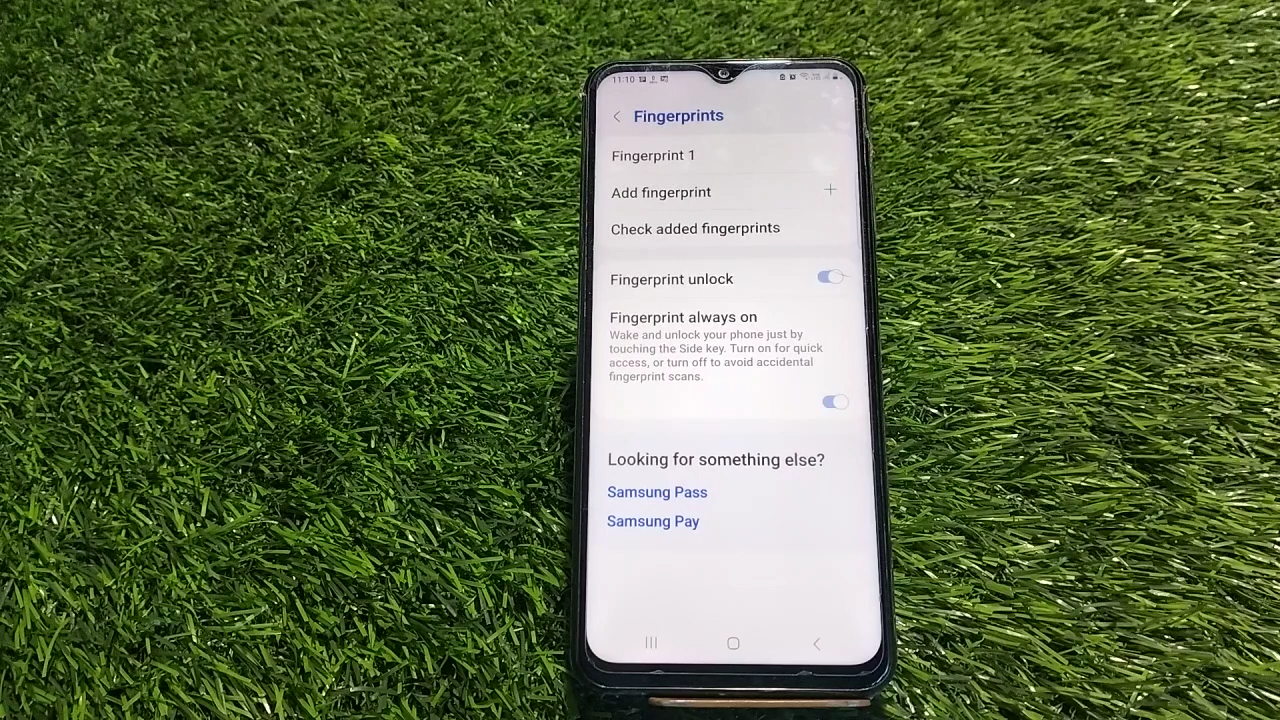 11:10
Fingerprints
Fingerprint 1
Add fingerprint
Check added fingerprints
Fingerprint unlock
Fingerprint always on
Wake and unlock your phone just by
touching the Side key. Turn on for quick
access, or turn off to avoid accidental
fingerprint scans.
Looking for something else?
Samsung Pass
Samsung Pay